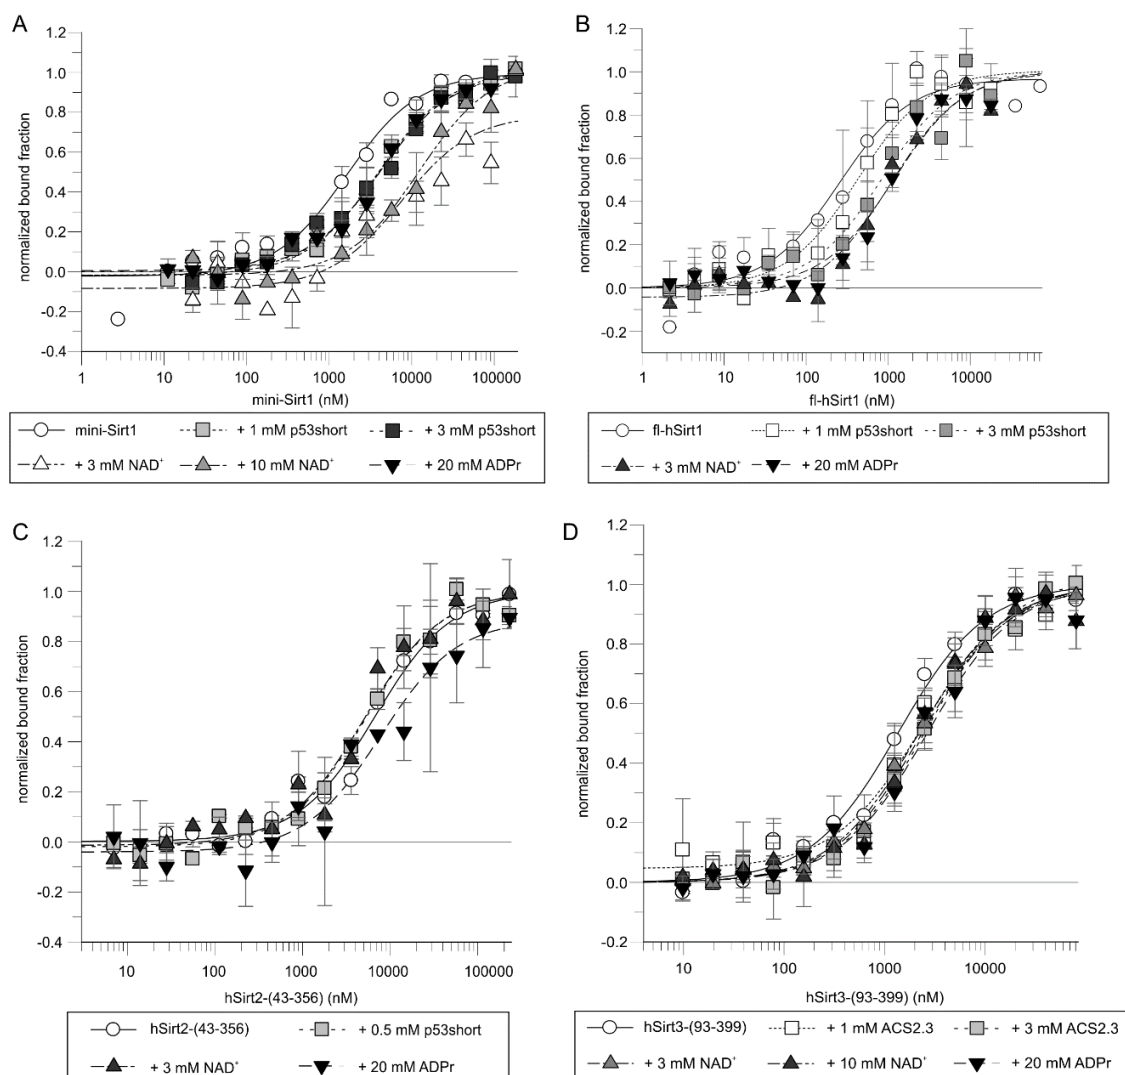 A
normalized bound fraction
1.2
1.0
0.8
0.6
0.4
0.2
0.0
-0.2
-0.4
1 10 100 1000 10000 100000
mini-Sirt1 (nM)
mini-Sirt1 + 1 mM p53short + 3 mM p53short
+ 3 mM NAD⁺ + 10 mM NAD⁺ + 20 mM ADPr
B
normalized bound fraction
1.2
1.0
0.8
0.6
0.4
0.2
0.0
-0.2
1 10 100 1000 10000
fl-hSirt1 (nM)
fl-hSirt1 + 1 mM p53short + 3 mM p53short
+ 3 mM NAD⁺ + 20 mM ADPr
C
normalized bound fraction
1.2
1.0
0.8
0.6
0.4
0.2
0.0
-0.2
-0.4
10 100 1000 10000 100000
hSirt2-(43-356) (nM)
hSirt2-(43-356) + 0.5 mM p53short
+ 3 mM NAD⁺ + 20 mM ADPr
D
normalized bound fraction
1.2
1.0
0.8
0.6
0.4
0.2
0.0
-0.2
10 100 1000 10000
hSirt3-(93-399) (nM)
hSirt3-(93-399) + 1 mM ACS2.3 + 3 mM ACS2.3
+ 3 mM NAD⁺ + 10 mM NAD⁺ + 20 mM ADPr